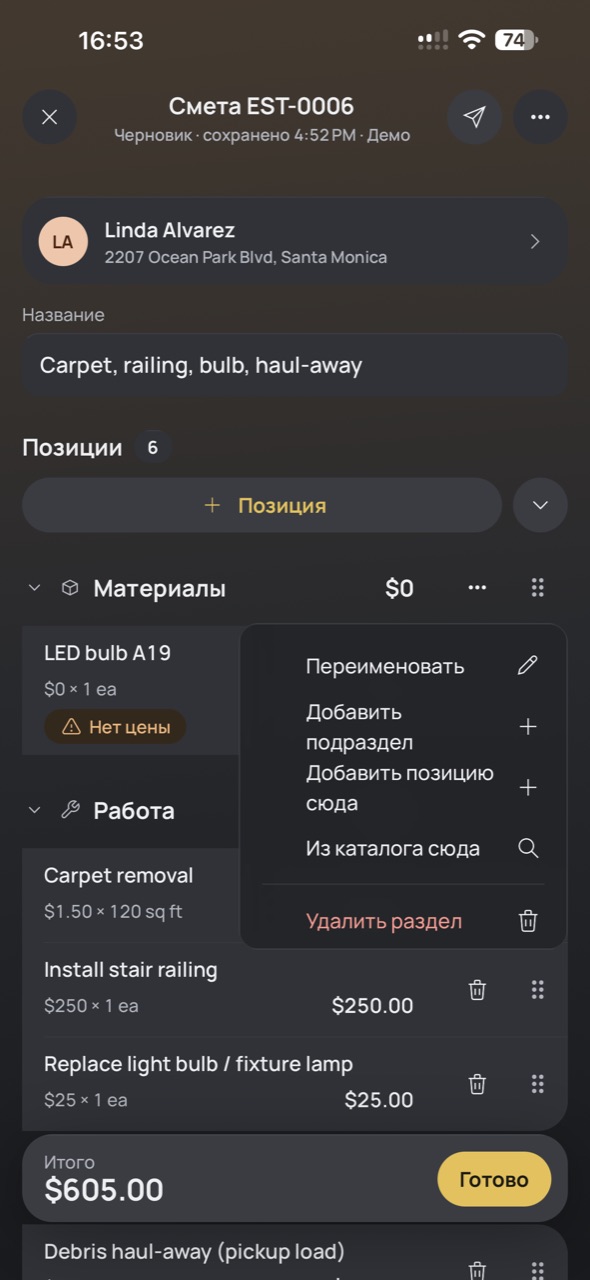 16:53
74
Смета EST-0006
Черновик · сохранено 4:52 PM · Демо
LA
Linda Alvarez
2207 Ocean Park Blvd, Santa Monica
Название
Carpet, railing, bulb, haul-away
Позиции 6
+ Позиция
Материалы $0
LED bulb A19
$0 × 1 ea
Нет цены
Переименовать
Добавить
подраздел
Добавить позицию
сюда
Из каталога сюда
Удалить раздел
Работа
Carpet removal
$1.50 × 120 sq ft
Install stair railing
$250 × 1 ea $250.00
Replace light bulb / fixture lamp
$25 × 1 ea $25.00
Итого
$605.00
Готово
Debris haul-away (pickup load)